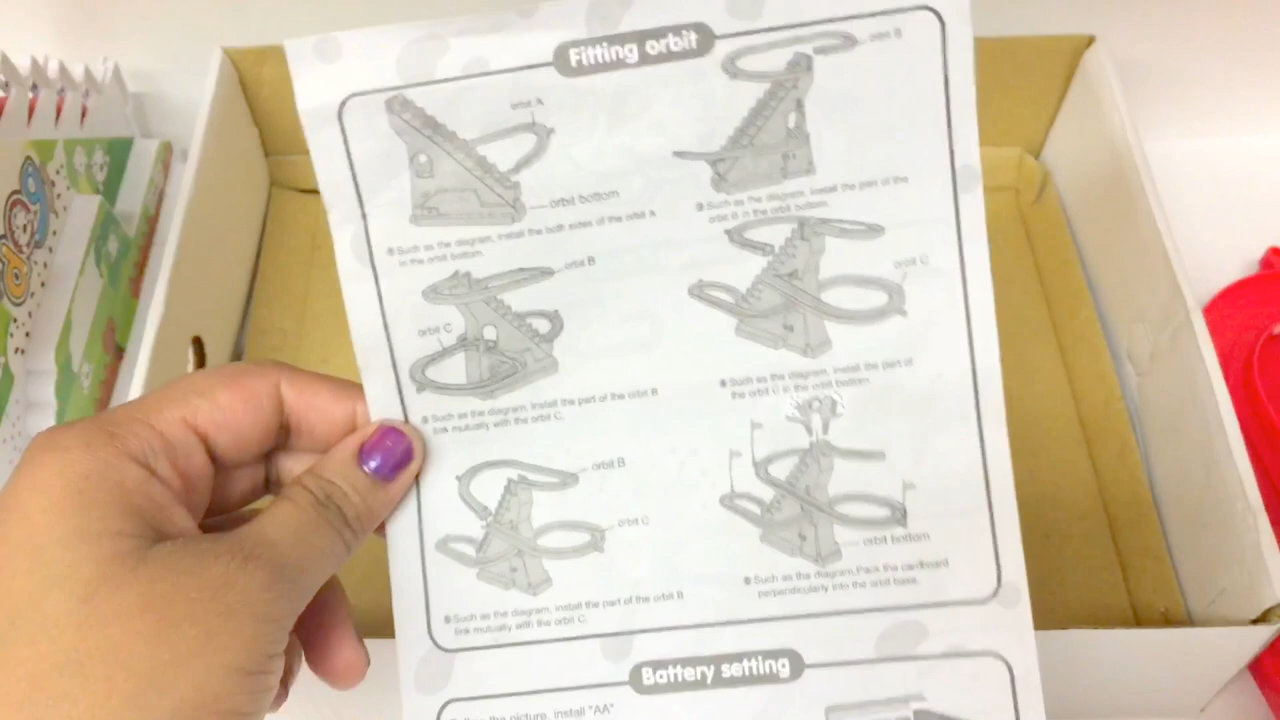 Fitting orbit
orbit A
orbit bottom
Such as the diagram, install the both sides of the orbit A
in the orbit bottom.
orbit B
Such as the diagram, install the part of the
orbit B in the orbit bottom.
orbit B
orbit C
Such as the diagram, install the part of the orbit B
link mutually with the orbit C.
orbit C
Such as the diagram, install the part of
the orbit in the orbit bottom.
orbit B
orbit C
Such as the diagram, install the part of the orbit B
link mutually with the orbit C.
orbit bottom
Such as the diagram,Pack the cardboard
perpendicularly into the orbit base.
Battery setting
the picture, install "AA"